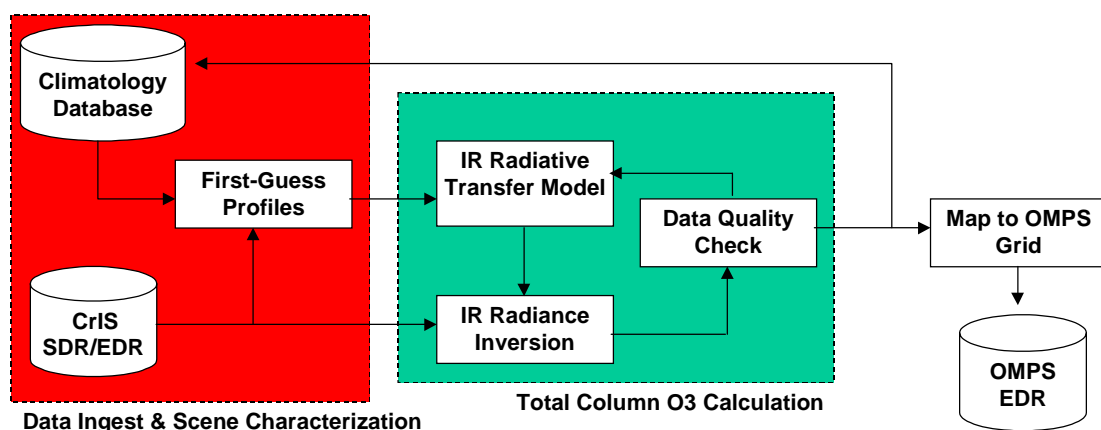 Climatology
Database
First-Guess
Profiles
CrIS
SDR/EDR
Data Ingest & Scene Characterization
IR Radiative
Transfer Model
Data Quality
Check
IR Radiance
Inversion
Total Column O3 Calculation
Map to OMPS
Grid
OMPS
EDR